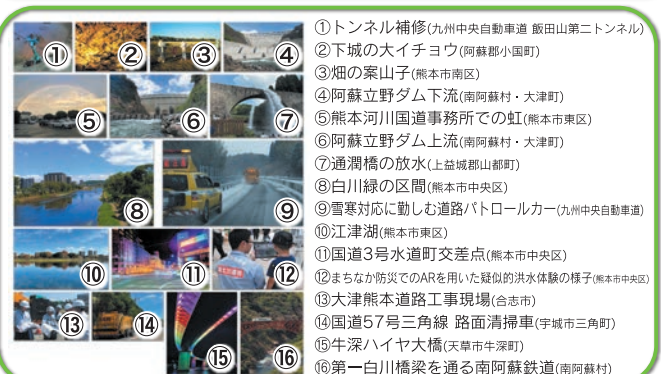 ①トンネル補修(九州中央自動車道 飯田山第二トンネル)
②下城の大イチョウ(阿蘇郡小国町)
③畑の案山子(熊本市南区)
④阿蘇立野ダム下流(南阿蘇村・大津町)
⑤熊本河川国道事務所での虹(熊本市東区)
⑥阿蘇立野ダム上流(南阿蘇村・大津町)
⑦通潤橋の放水(上益城郡山都町)
⑧白川緑の区間(熊本市中央区)
⑨雪寒対応に勤しむ道路パトロールカー(九州中央自動車道)
⑩江津湖(熊本市東区)
⑪国道3号水道町交差点(熊本市中央区)
⑫まちなか防災でのARを用いた疑似的洪水体験の様子(熊本市中央区)
⑬大津熊本道路工事現場(合志市)
⑭国道57号三角線 路面清掃車(宇城市三角町)
⑮牛深ハイヤ大橋(天草市牛深町)
⑯第一白川橋梁を通る南阿蘇鉄道(南阿蘇村)
① ② ③ ④
⑤ ⑥ ⑦
⑧ ⑨
⑩ ⑪ ⑫
⑬ ⑭ ⑮ ⑯